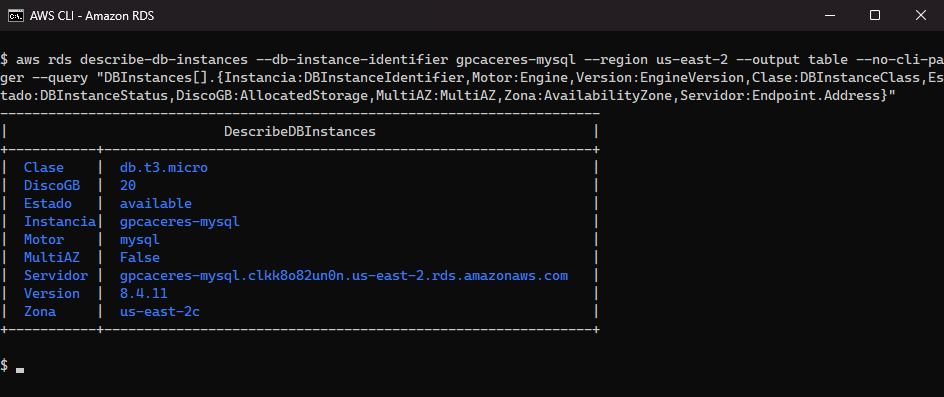 AWS CLI - Amazon RDS
$ aws rds describe-db-instances --db-instance-identifier gpcaceres-mysql --region us-east-2 --output table --no-cli-pa
ger --query "DBInstances[].{Instancia:DBInstanceIdentifier,Motor:Engine,Version:EngineVersion,Clase:DBInstanceClass,Es
tado:DBInstanceStatus,DiscoGB:AllocatedStorage,MultiAZ:MultiAZ,Zona:AvailabilityZone,Servidor:Endpoint.Address}"
---------------------------------------------------------------------------
|                           DescribeDBInstances                           |
+-----------+-------------------------------------------------------------+
|  Clase    |  db.t3.micro                                                |
|  DiscoGB  |  20                                                         |
|  Estado   |  available                                                  |
|  Instancia|  gpcaceres-mysql                                            |
|  Motor    |  mysql                                                      |
|  MultiAZ  |  False                                                      |
|  Servidor |  gpcaceres-mysql.clkk8o82un0n.us-east-2.rds.amazonaws.com   |
|  Version  |  8.4.11                                                     |
|  Zona     |  us-east-2c                                                 |
+-----------+-------------------------------------------------------------+
$